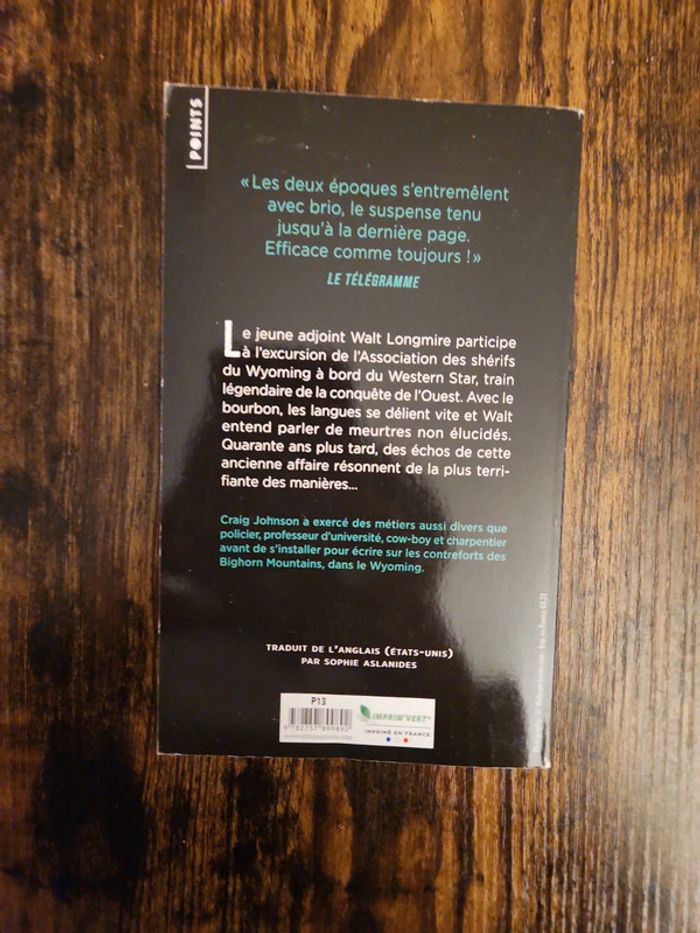 POINTS
« Les deux époques s'entremêlent
avec brio, le suspense tenu
jusqu'à la dernière page.
Efficace comme toujours ! »
LE TÉLÉGRAMME
Le jeune adjoint Walt Longmire participe
à l'excursion de l'Association des shérifs
du Wyoming à bord du Western Star, train
légendaire de la conquête de l'Ouest. Avec le
bourbon, les langues se délient vite et Walt
entend parler de meurtres non élucidés.
Quarante ans plus tard, des échos de cette
ancienne affaire résonnent de la plus terri-
fiante des manières...
Craig Johnson a exercé des métiers aussi divers que
policier, professeur d'université, cow-boy et charpentier
avant de s'installer pour écrire sur les contreforts des
Bighorn Mountains, dans le Wyoming.
TRADUIT DE L'ANGLAIS (ÉTATS-UNIS)
PAR SOPHIE ASLANIDES
P13
9 782757 899892
IMPRIM'VERT®
IMPRIMÉ EN FRANCE